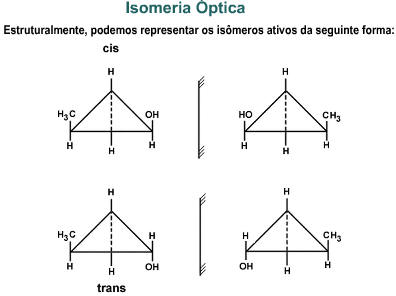 Isomeria Óptica
Estruturalmente, podemos representar os isômeros ativos da seguinte forma:
cis
H H
H₃C OH HO CH₃
H H H H H H
H H
H₃C H H CH₃
H H OH OH H H
trans